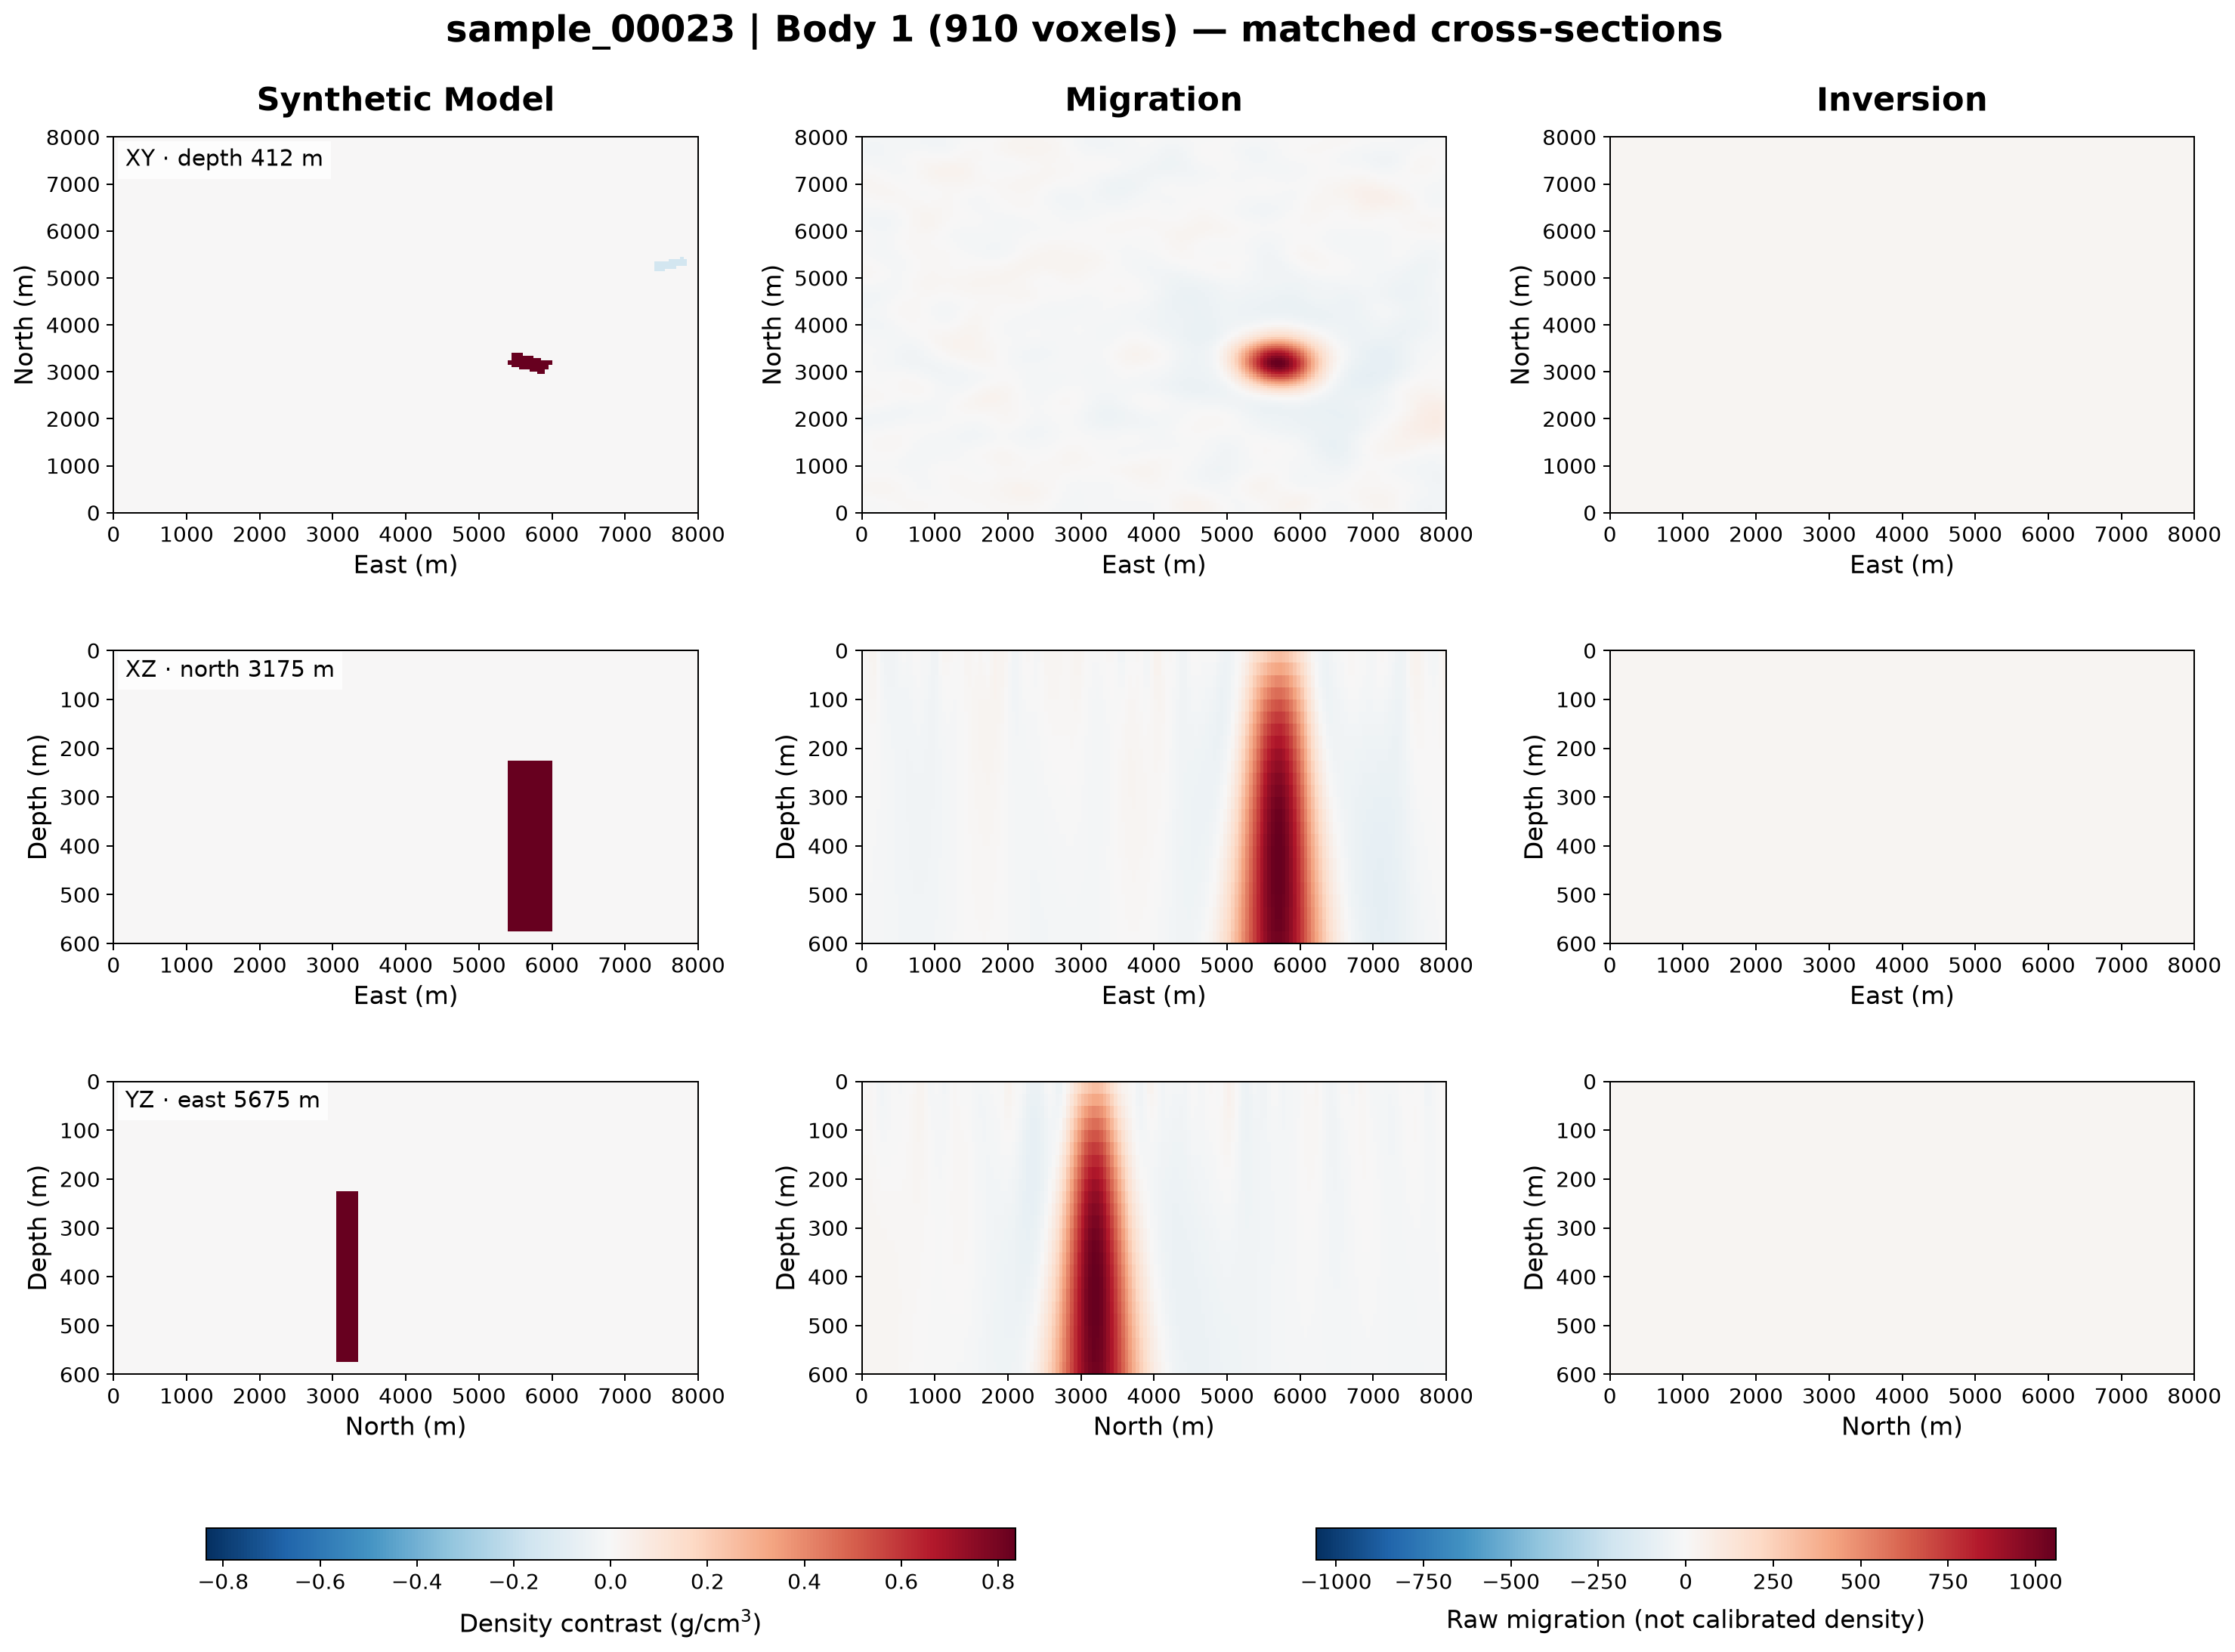 sample_00023 | Body 1 (910 voxels) — matched cross-sections
Synthetic Model
Migration
Inversion
XY · depth 412 m
8000
7000
6000
5000
4000
3000
2000
1000
0
North (m)
0 1000 2000 3000 4000 5000 6000 7000 8000
East (m)
8000
7000
6000
5000
4000
3000
2000
1000
0
North (m)
0 1000 2000 3000 4000 5000 6000 7000 8000
East (m)
8000
7000
6000
5000
4000
3000
2000
1000
0
North (m)
0 1000 2000 3000 4000 5000 6000 7000 8000
East (m)
XZ · north 3175 m
0
100
200
300
400
500
600
Depth (m)
0 1000 2000 3000 4000 5000 6000 7000 8000
East (m)
0
100
200
300
400
500
600
Depth (m)
0 1000 2000 3000 4000 5000 6000 7000 8000
East (m)
0
100
200
300
400
500
600
Depth (m)
0 1000 2000 3000 4000 5000 6000 7000 8000
East (m)
YZ · east 5675 m
0
100
200
300
400
500
600
Depth (m)
0 1000 2000 3000 4000 5000 6000 7000 8000
North (m)
0
100
200
300
400
500
600
Depth (m)
0 1000 2000 3000 4000 5000 6000 7000 8000
North (m)
0
100
200
300
400
500
600
Depth (m)
0 1000 2000 3000 4000 5000 6000 7000 8000
North (m)
−0.8 −0.6 −0.4 −0.2 0.0 0.2 0.4 0.6 0.8
Density contrast (g/cm³)
−1000 −750 −500 −250 0 250 500 750 1000
Raw migration (not calibrated density)